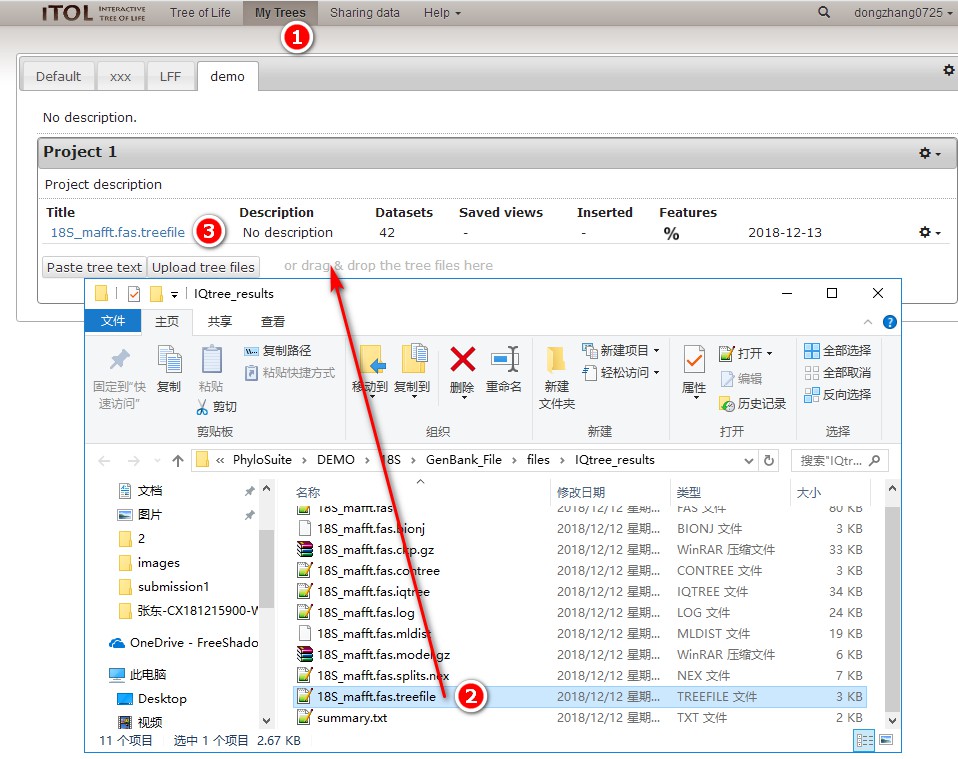 iTOL INTERACTIVE TREE OF LIFE Tree of Life My Trees Sharing data Help dongzhang0725
1
Default xxx LFF demo
No description.
Project 1
Project description
Title Description Datasets Saved views Inserted Features
18S_mafft.fas.treefile 3 No description 42 - - % 2018-12-13
Paste tree text Upload tree files or drag & drop the tree files here
IQtree_results
文件 主页 共享 查看
固定到"快速访问" 复制 粘贴 复制路径 粘贴快捷方式 剪切 移动到 复制到 删除 重命名 新建文件夹 新建项目 轻松访问 属性 打开 编辑 历史记录 全部选择 全部取消 反向选择
剪贴板 组织 新建 打开 选择
« PhyloSuite › DEMO › 18S › GenBank_File › files › IQtree_results 搜索"IQtr...
名称 修改日期 类型 大小
文档
图片
2
images
submission1
张东-CX181215900-W
OneDrive - FreeShado
此电脑
Desktop
视频
18S_mafft.fas 2018/12/12 星期... FAS 文件 80 KB
18S_mafft.fas.bionj 2018/12/12 星期... BIONJ 文件 3 KB
18S_mafft.fas.ckp.gz 2018/12/12 星期... WinRAR 压缩文件 33 KB
18S_mafft.fas.contree 2018/12/12 星期... CONTREE 文件 3 KB
18S_mafft.fas.iqtree 2018/12/12 星期... IQTREE 文件 34 KB
18S_mafft.fas.log 2018/12/12 星期... LOG 文件 24 KB
18S_mafft.fas.mldist 2018/12/12 星期... MLDIST 文件 19 KB
18S_mafft.fas.model.gz 2018/12/12 星期... WinRAR 压缩文件 6 KB
18S_mafft.fas.splits.nex 2018/12/12 星期... NEX 文件 7 KB
18S_mafft.fas.treefile 2 2018/12/12 星期... TREEFILE 文件 3 KB
summary.txt 2018/12/12 星期... TXT 文件 2 KB
11 个项目 选中 1 个项目 2.67 KB